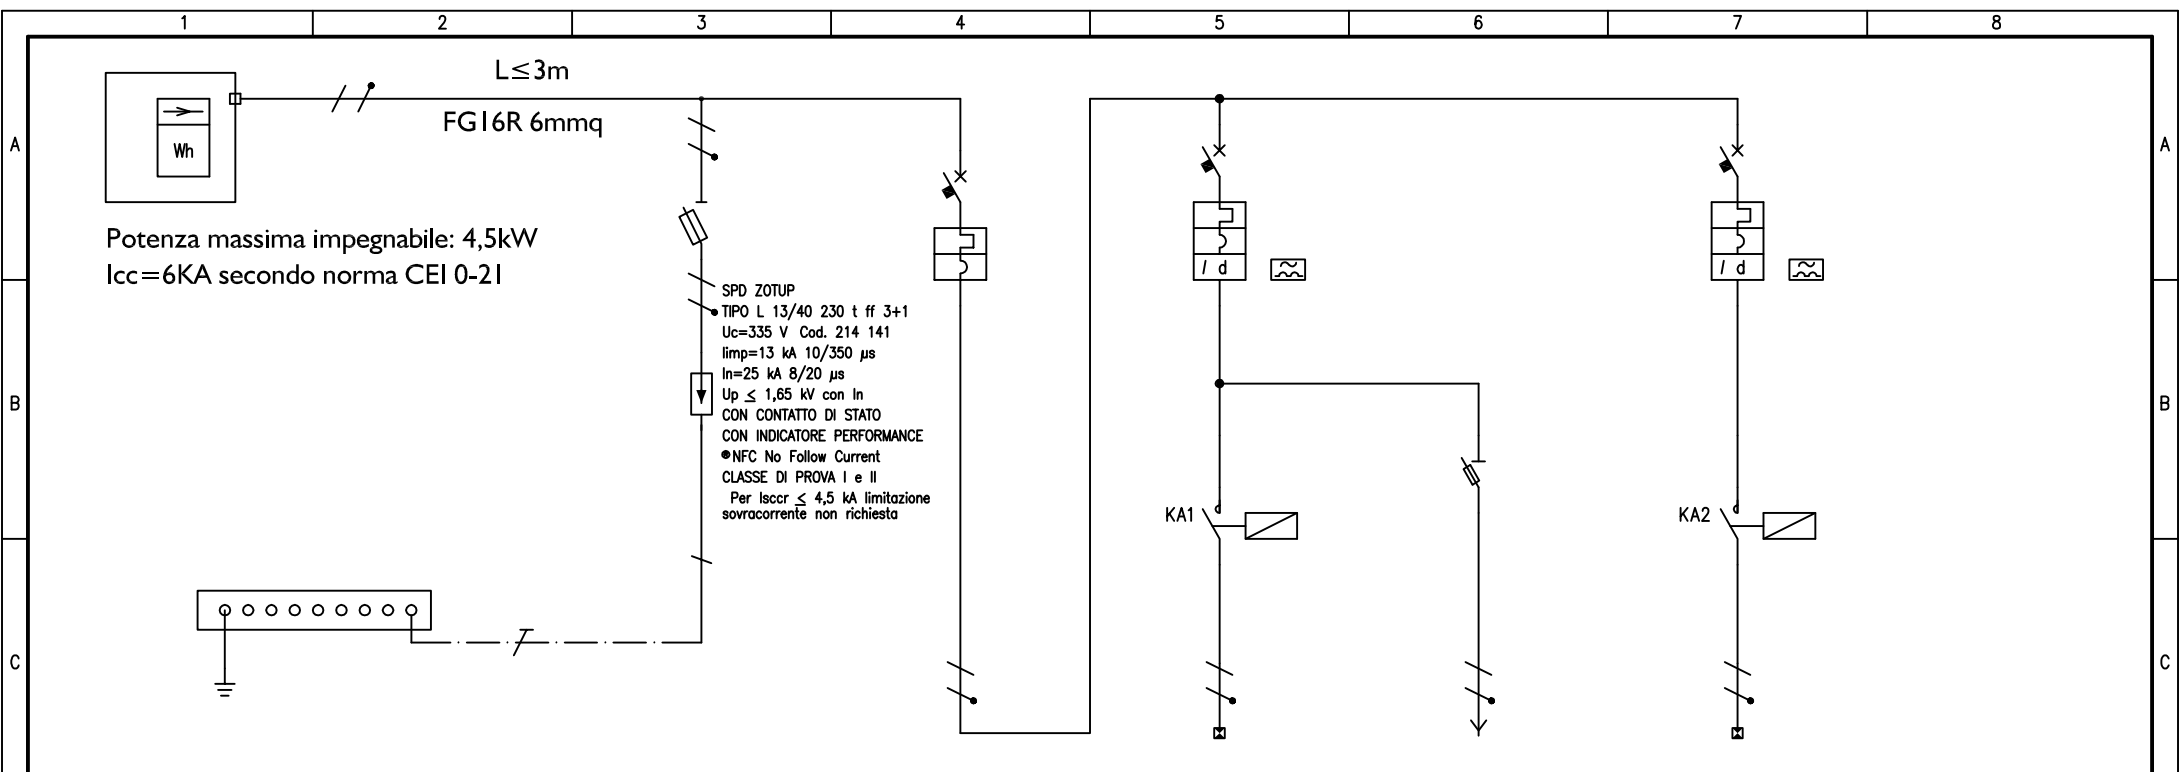 1 2 3 4 5 6 7 8
L≤3m
FG16R 6mmq
A
Wh
A
Potenza massima impegnabile: 4,5kW
Icc=6KA secondo norma CEI 0-21
I d
I d
SPD ZOTUP
TIPO L 13/40 230 t ff 3+1
Uc=335 V Cod. 214 141
Iimp=13 kA 10/350 µs
In=25 kA 8/20 µs
Up ≤ 1,65 kV con In
B
B
CON CONTATTO DI STATO
CON INDICATORE PERFORMANCE
®NFC No Follow Current
CLASSE DI PROVA I e II
Per Isccr ≤ 4,5 kA limitazione
sovracorrente non richiesta
KA1
KA2
C
C